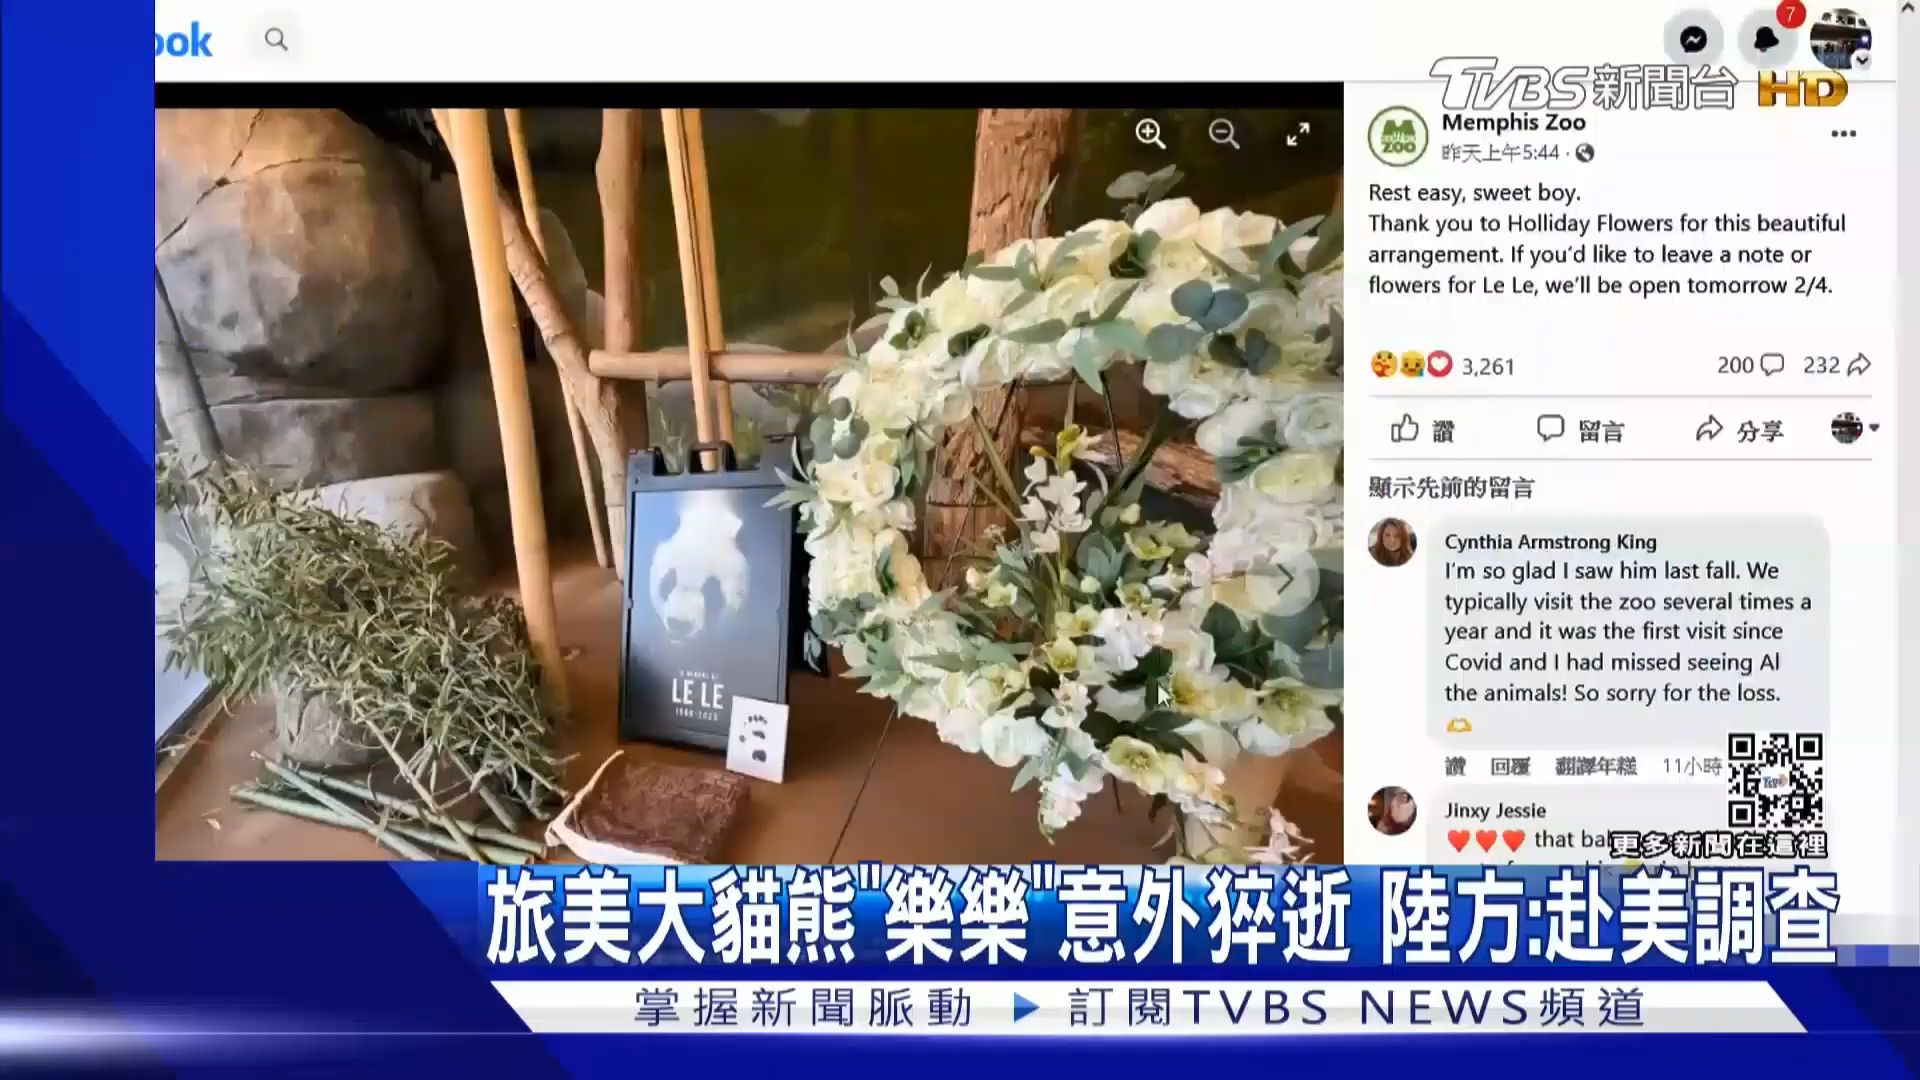 ook
7
TVBS新聞台 HD
ZOO
Memphis Zoo
昨天上午5:44
Rest easy, sweet boy.
Thank you to Holliday Flowers for this beautiful
arrangement. If you'd like to leave a note or
flowers for Le Le, we'll be open tomorrow 2/4.
3,261
200
232
讚
留言
分享
顯示先前的留言
Cynthia Armstrong King
I'm so glad I saw him last fall. We
typically visit the zoo several times a
year and it was the first visit since
Covid and I had missed seeing Al
the animals! So sorry for the loss.
讚 回覆 翻譯年糕 11小時
Jinxy Jessie
that
LE LE
更多新聞在這裡
旅美大貓熊"樂樂"意外猝逝 陸方:赴美調查
掌握新聞脈動 ▶ 訂閱TVBS NEWS頻道